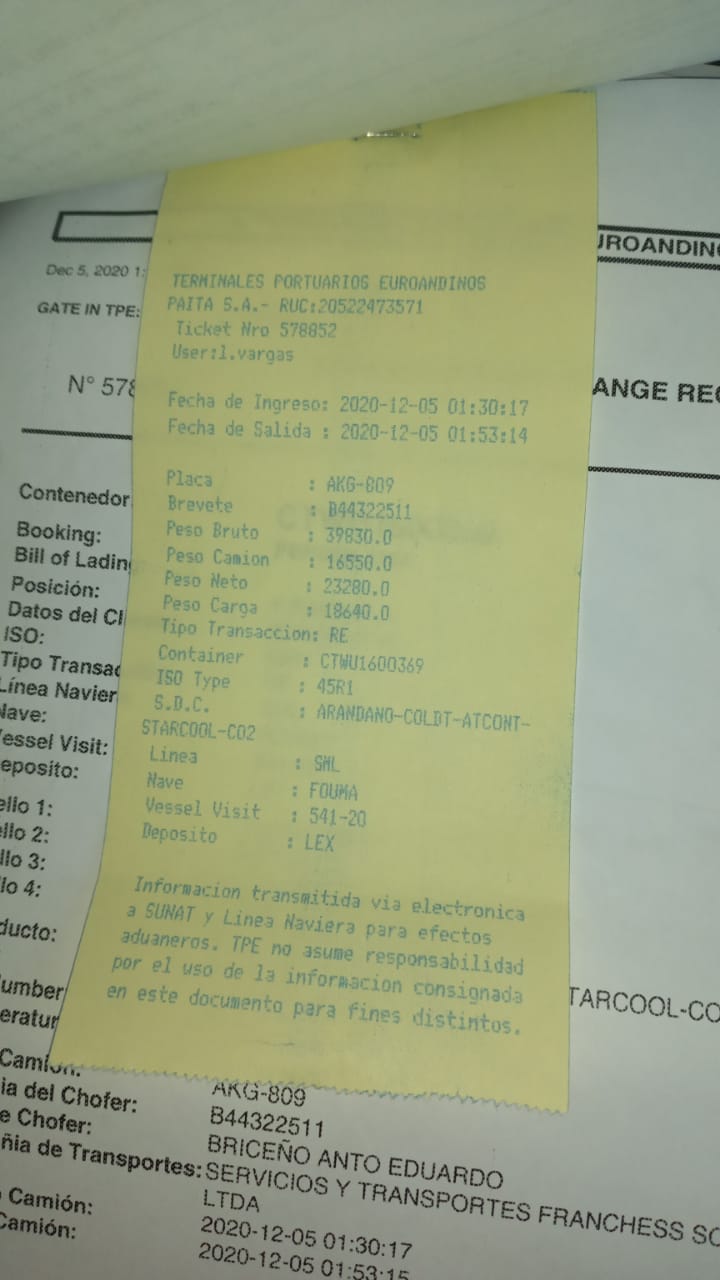 TERMINALES PORTUARIOS EUROANDINOS
PAITA S.A.- RUC:20522473571
Ticket Nro 578852
User:l.vargas
Fecha de Ingreso: 2020-12-05 01:30:17
Fecha de Salida : 2020-12-05 01:53:14
Placa : AKG-809
Brevete : B44322511
Peso Bruto : 39830.0
Peso Camion : 16550.0
Peso Neto : 23280.0
Peso Carga : 18640.0
Tipo Transaccion: RE
Container : CTWU1600369
ISO Type : 45R1
S.D.C. : ARANDANO-COLDT-ATCONT-
STARCOOL-CO2
Linea : SML
Nave : FOUMA
Vessel Visit : 541-20
Deposito : LEX
Informacion transmitida via electronica
a SUNAT y Linea Naviera para efectos
aduaneros. TPE no asume responsabilidad
por el uso de la informacion consignada
en este documento para fines distintos.
UROANDINO
Dec 5, 2020 1:
GATE IN TPE:
N° 578
ANGE REC
Contenedor
Booking:
Bill of Lading
Posición:
Datos del Cl
ISO:
Tipo Transac
Línea Navier
Nave:
Vessel Visit:
eposito:
ello 1:
llo 2:
llo 3:
lo 4:
ducto:
umber
TARCOOL-CO
eratur
Camión: AKG-809
ia del Chofer: B44322511
e Chofer: BRICEÑO ANTO EDUARDO
ñia de Transportes: SERVICIOS Y TRANSPORTES FRANCHESS SC
LTDA
Camión: 2020-12-05 01:30:17
Camión: 2020-12-05 01:53:15